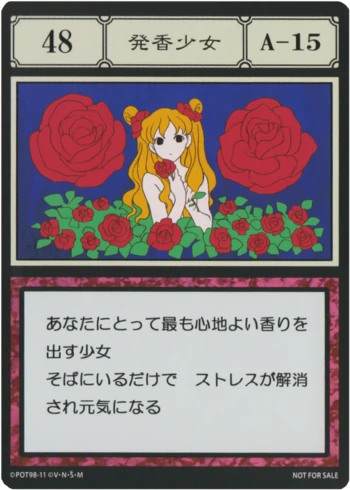 48
発香少女
A-15
あなたにとって最も心地よい香りを
出す少女
そばにいるだけで　ストレスが解消
され元気になる
©POT98-11 ©V・N・S・M
NOT FOR SALE